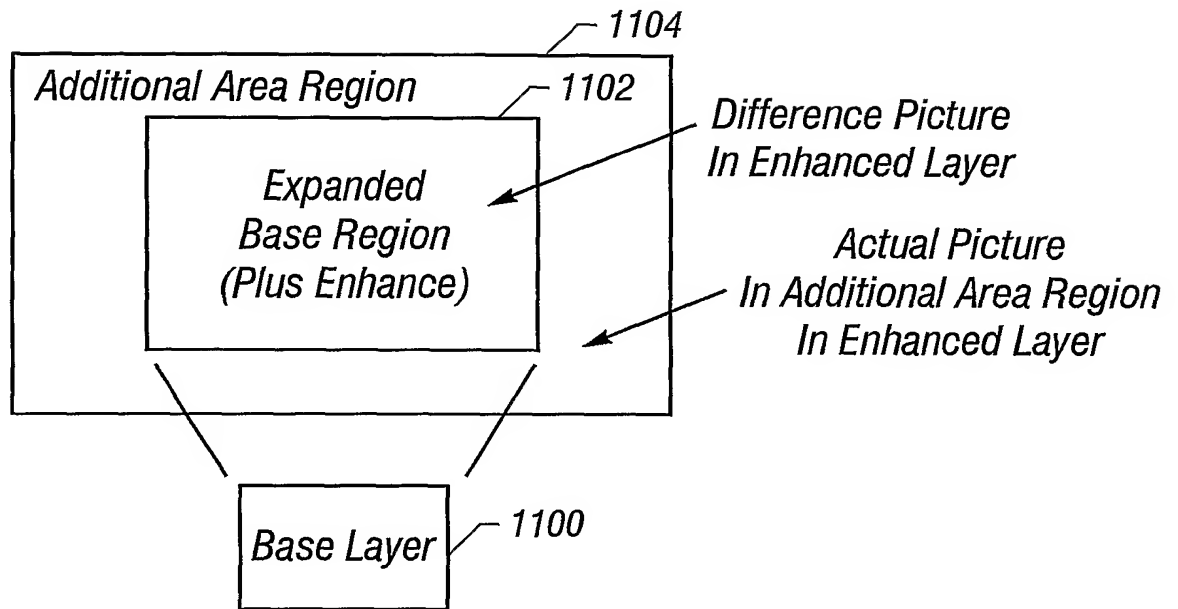 1104
Additional Area Region
1102
Difference Picture
In Enhanced Layer
Expanded
Base Region
(Plus Enhance)
Actual Picture
In Additional Area Region
In Enhanced Layer
Base Layer
1100